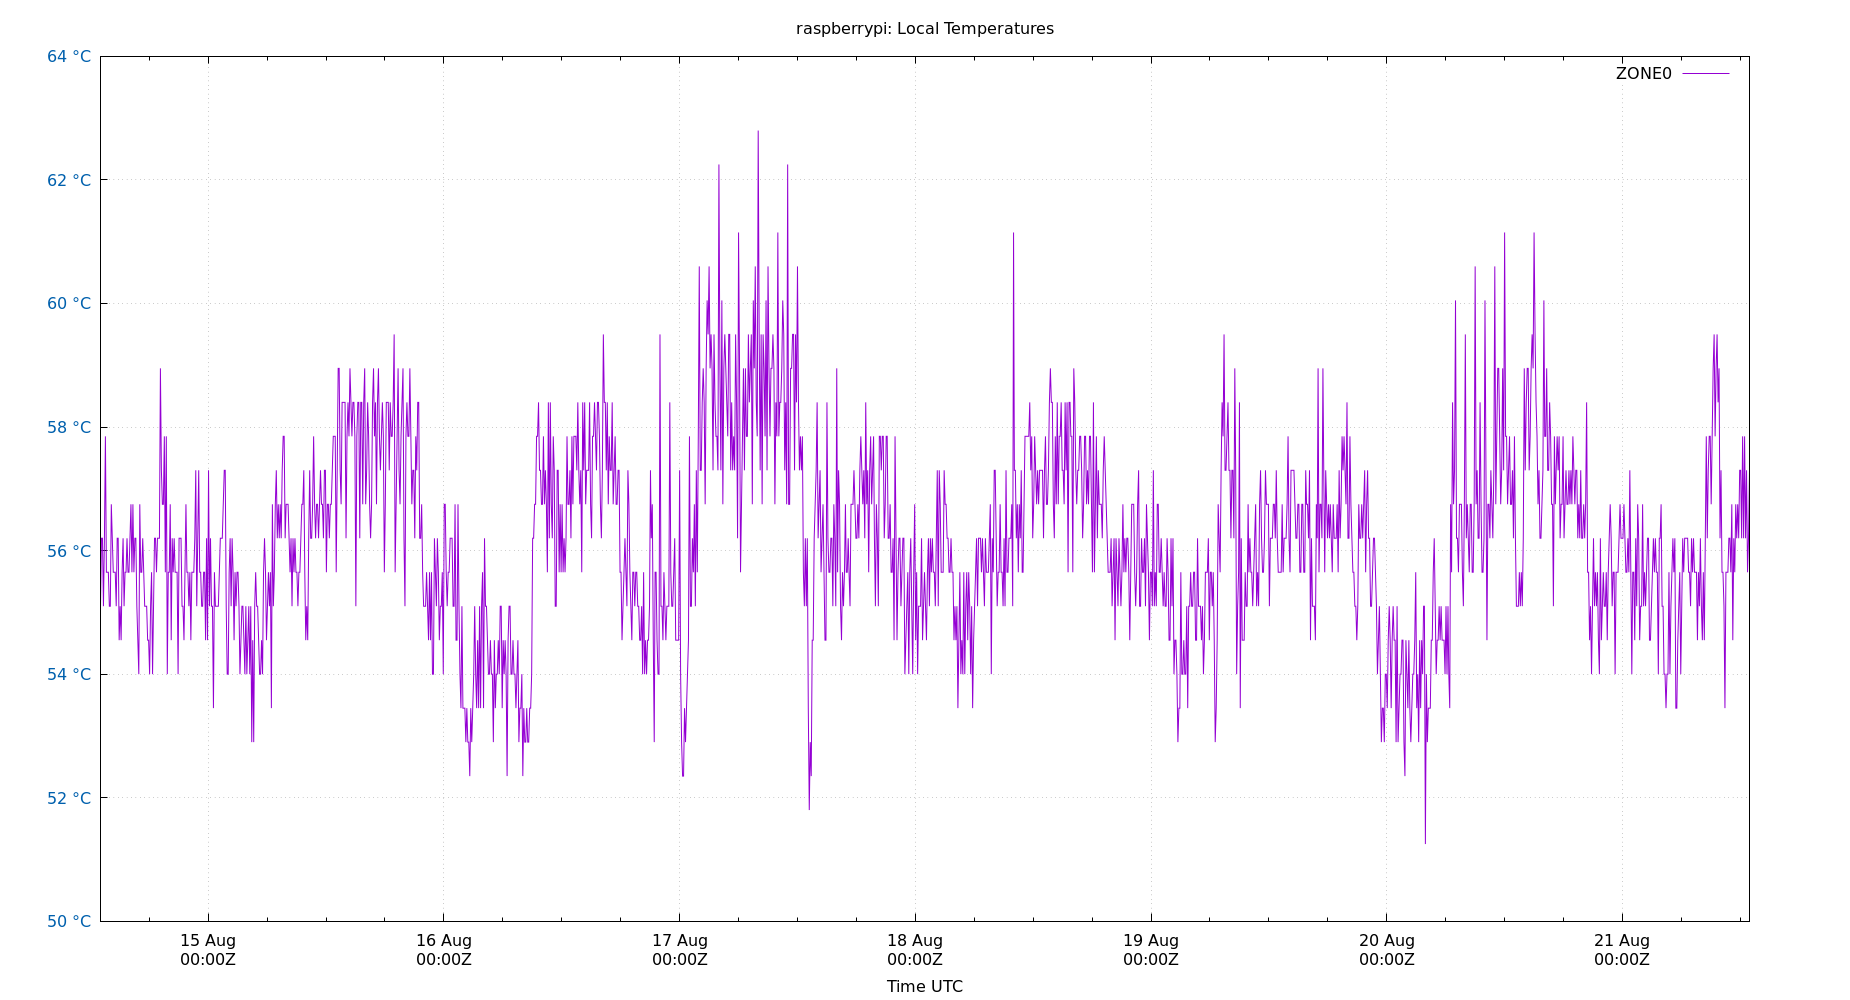 raspberrypi: Local Temperatures
64 °C
ZONE0
62 °C
60 °C
58 °C
56 °C
54 °C
52 °C
50 °C
15 Aug 16 Aug 17 Aug 18 Aug 19 Aug 20 Aug 21 Aug
00:00Z 00:00Z 00:00Z 00:00Z 00:00Z 00:00Z 00:00Z
Time UTC